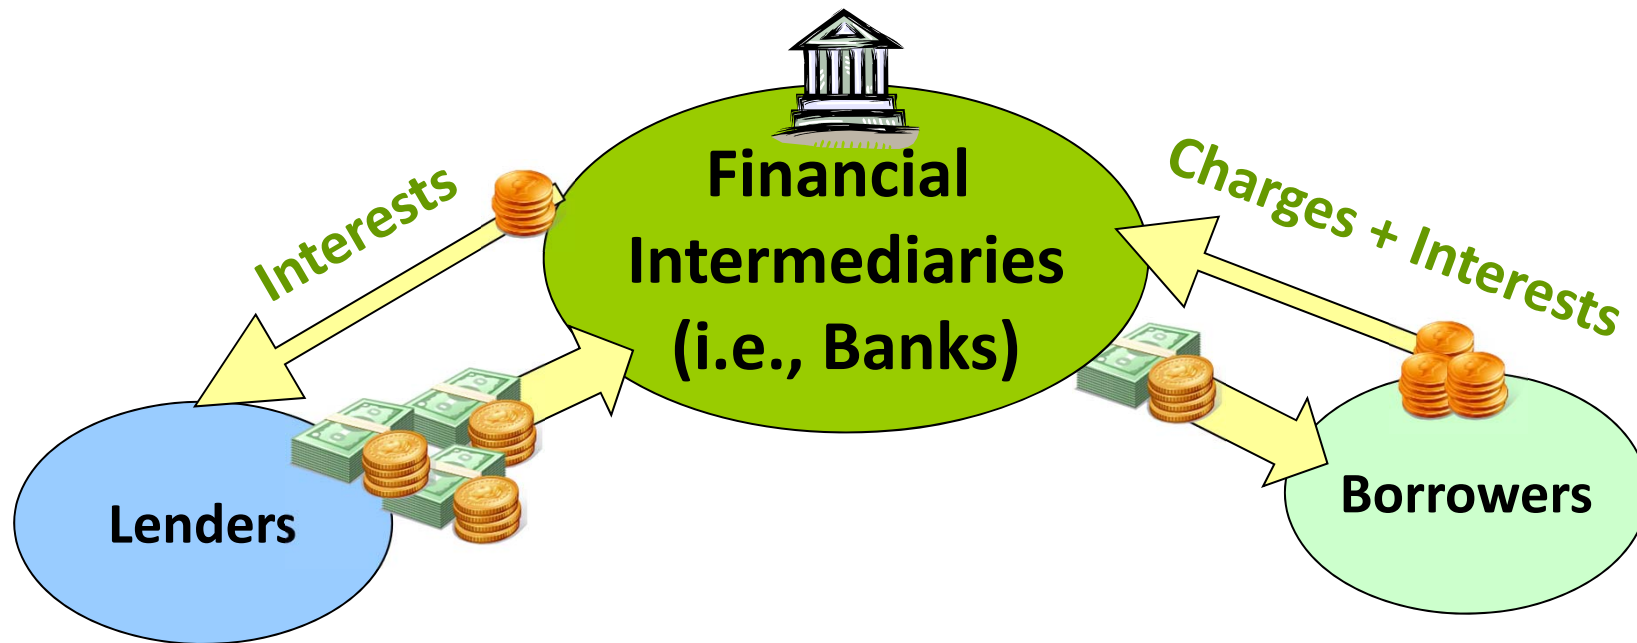 Financial
Intermediaries
(i.e., Banks)
Interests
Charges + Interests
Lenders
Borrowers